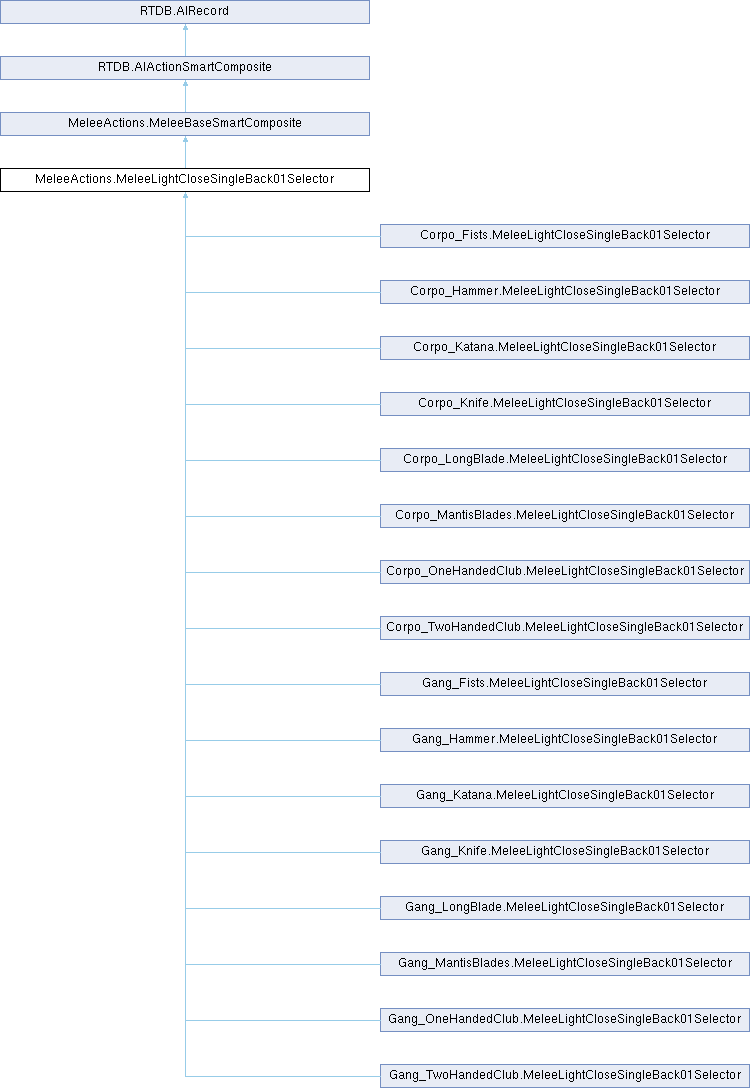 RTDB.AIRecord
RTDB.AIActionSmartComposite
MeleeActions.MeleeBaseSmartComposite
MeleeActions.MeleeLightCloseSingleBack01Selector
Corpo_Fists.MeleeLightCloseSingleBack01Selector
Corpo_Hammer.MeleeLightCloseSingleBack01Selector
Corpo_Katana.MeleeLightCloseSingleBack01Selector
Corpo_Knife.MeleeLightCloseSingleBack01Selector
Corpo_LongBlade.MeleeLightCloseSingleBack01Selector
Corpo_MantisBlades.MeleeLightCloseSingleBack01Selector
Corpo_OneHandedClub.MeleeLightCloseSingleBack01Selector
Corpo_TwoHandedClub.MeleeLightCloseSingleBack01Selector
Gang_Fists.MeleeLightCloseSingleBack01Selector
Gang_Hammer.MeleeLightCloseSingleBack01Selector
Gang_Katana.MeleeLightCloseSingleBack01Selector
Gang_Knife.MeleeLightCloseSingleBack01Selector
Gang_LongBlade.MeleeLightCloseSingleBack01Selector
Gang_MantisBlades.MeleeLightCloseSingleBack01Selector
Gang_OneHandedClub.MeleeLightCloseSingleBack01Selector
Gang_TwoHandedClub.MeleeLightCloseSingleBack01Selector